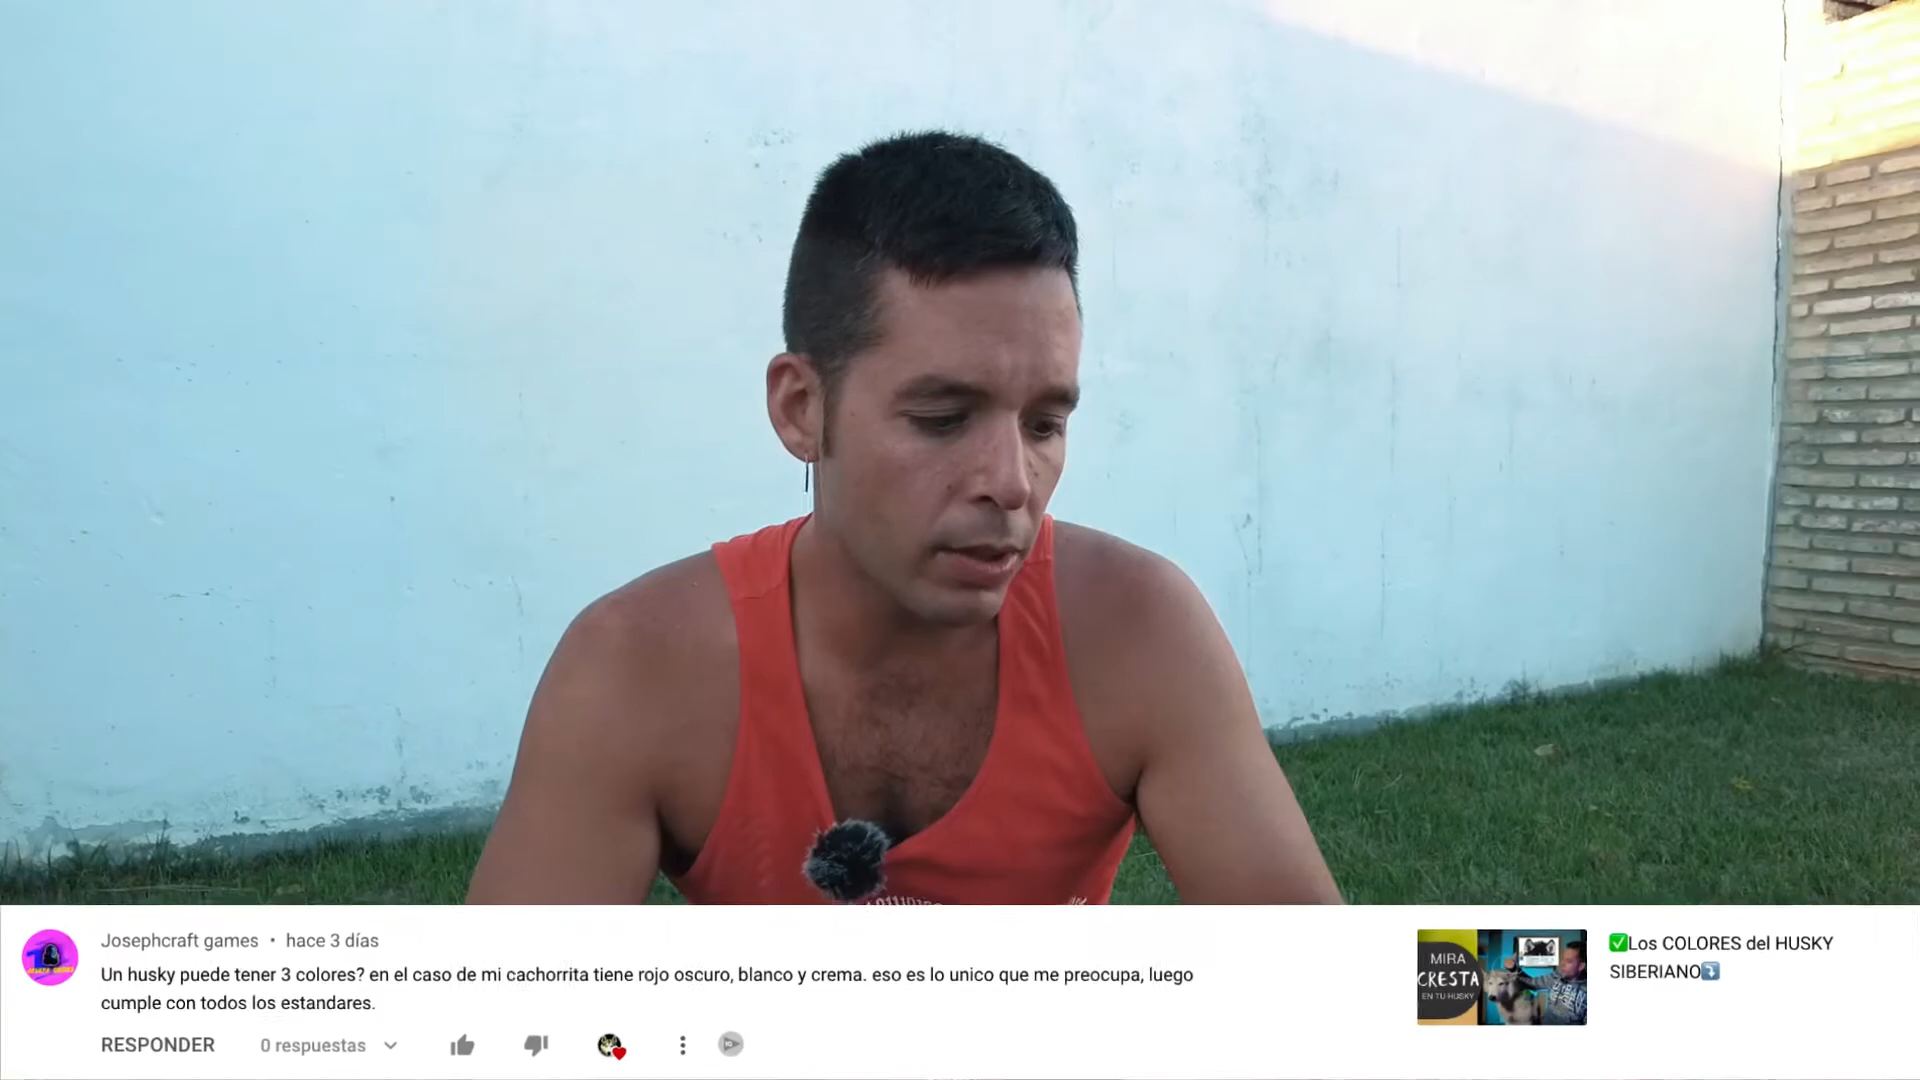 Josephcraft games • hace 3 días
Un husky puede tener 3 colores? en el caso de mi cachorrita tiene rojo oscuro, blanco y crema. eso es lo unico que me preocupa, luego
cumple con todos los estandares.
RESPONDER 0 respuestas
MIRA
CRESTA
EN TU HUSKY
✅Los COLORES del HUSKY
SIBERIANO⤵️